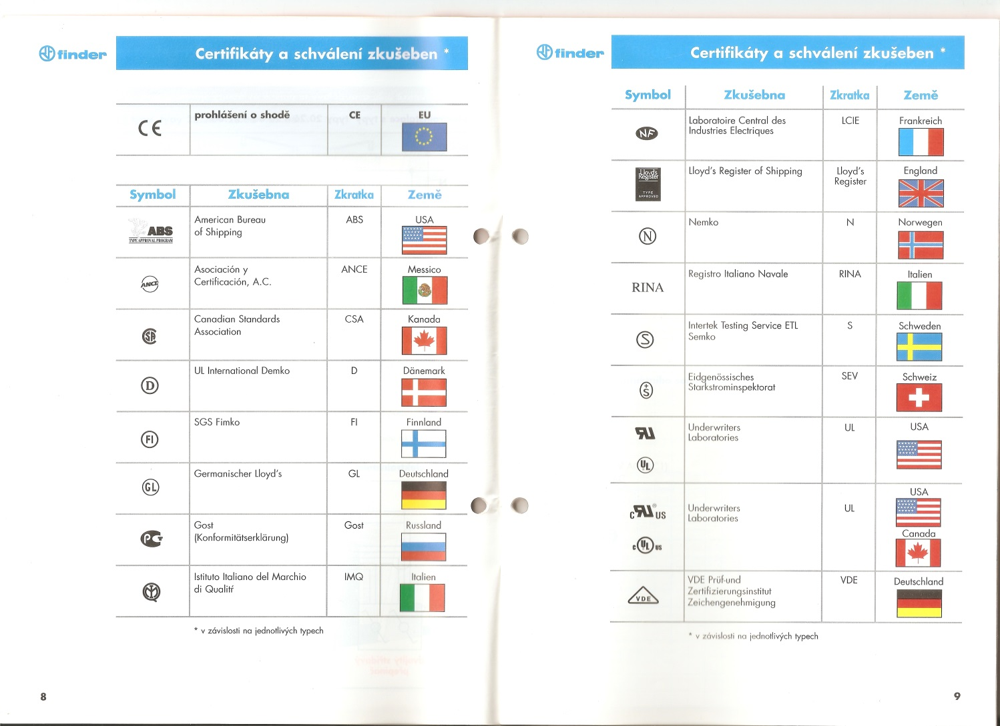 finder
Certifikáty a schválení zkušeben *
CE
prohlášení o shodě
CE
EU
Symbol Zkušebna Zkratka Země
ABS
TYPE APPROVAL PROGRAM
American Bureau
of Shipping
ABS
USA
ANCE
Asociación y
Certificación, A.C.
ANCE
Messico
Canadian Standards
Association
CSA
Kanada
D
UL International Demko
D
Dänemark
FI
SGS Fimko
FI
Finnland
GL
Germanischer Lloyd's
GL
Deutschland
Gost
(Konformitätserklärung)
Gost
Russland
Istituto Italiano del Marchio
di Qualitŕ
IMQ
Italien
* v závislosti na jednotlivých typech
8
finder
Certifikáty a schválení zkušeben *
Symbol Zkušebna Zkratka Země
NF
Laboratoire Central des
Industries Electriques
LCIE
Frankreich
Lloyd's
Register
TYPE
APPROVED
Lloyd's Register of Shipping
Lloyd's
Register
England
N
Nemko
N
Norwegen
RINA
Registro Italiano Navale
RINA
Italien
S
Intertek Testing Service ETL
Semko
S
Schweden
+
S
Eidgenössisches
Starkstrominspektorat
SEV
Schweiz
UL
Underwriters
Laboratories
UL
USA
c US ®
c UL us
Underwriters
Laboratories
UL
USA
Canada
VDE
VDE Prüf-und
Zertifizierungsinstitut
Zeichengenehmigung
VDE
Deutschland
* v závislosti na jednotlivých typech
9